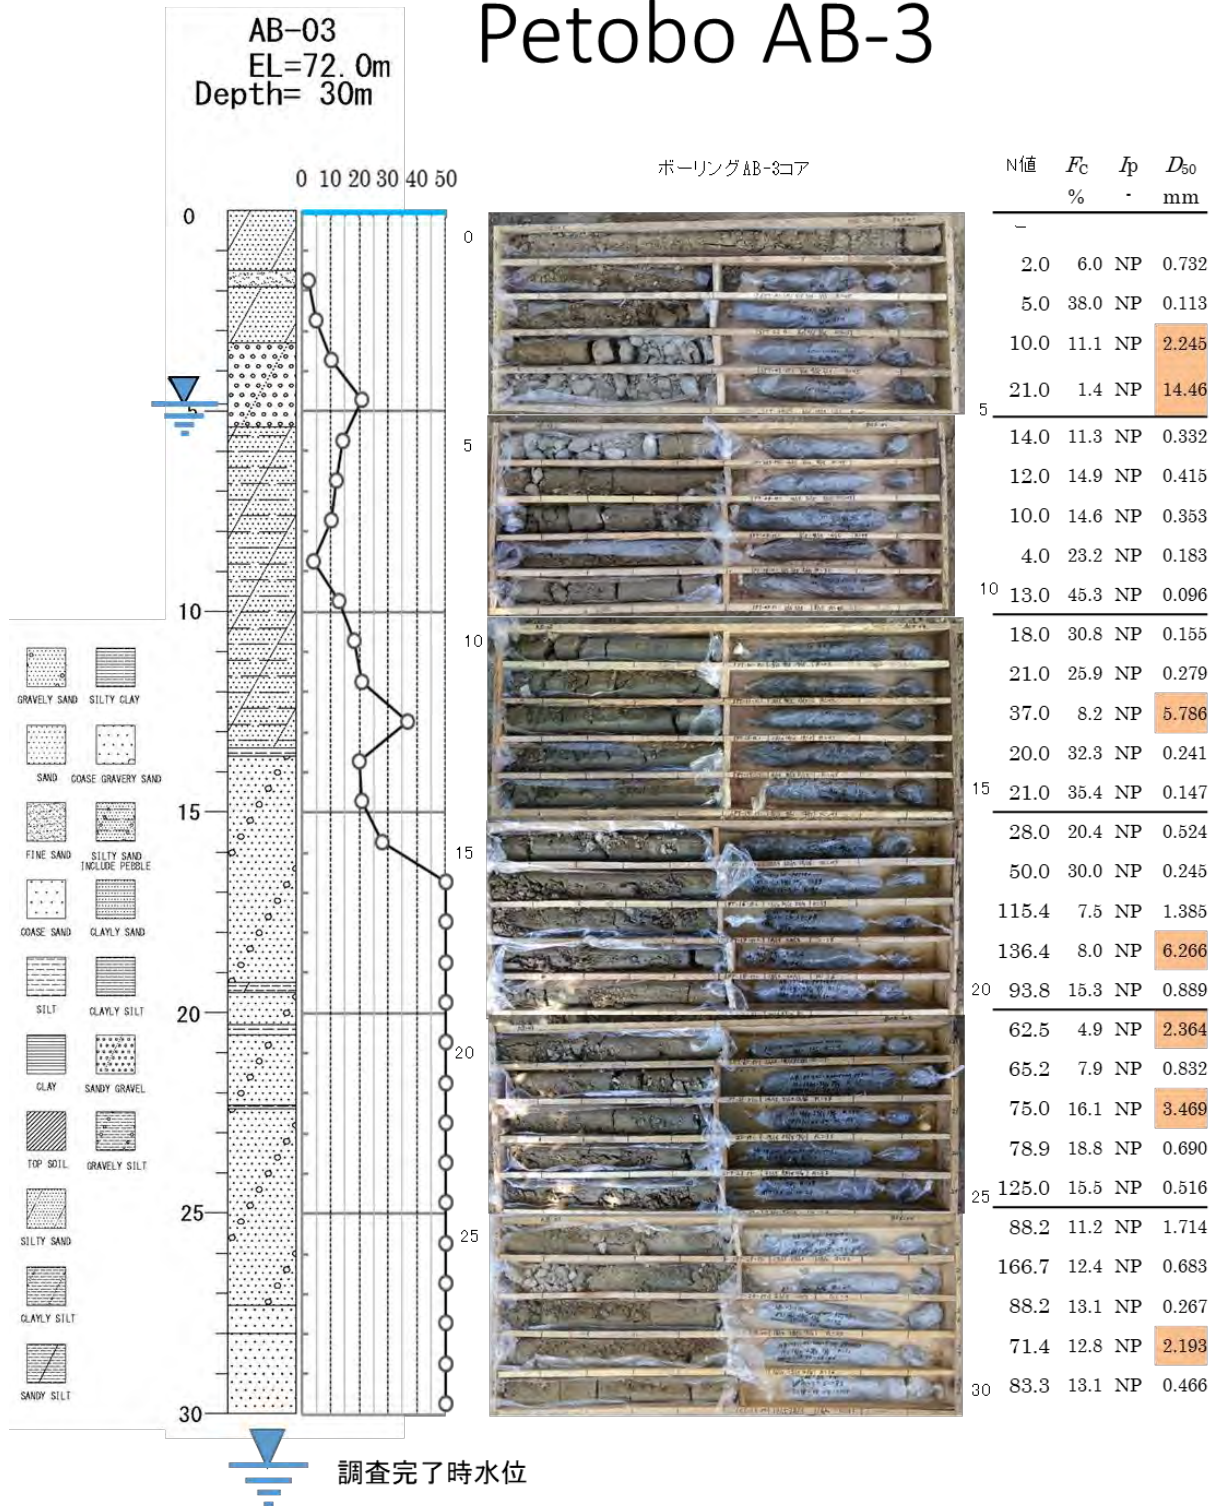 Petobo AB-3
AB-03
EL=72.0m
Depth= 30m
0 10 20 30 40 50
ボーリングAB-3コア
N値 FC Ip D50
% - mm
–
2.0 6.0 NP 0.732
5.0 38.0 NP 0.113
10.0 11.1 NP 2.245
21.0 1.4 NP 14.46
14.0 11.3 NP 0.332
12.0 14.9 NP 0.415
10.0 14.6 NP 0.353
4.0 23.2 NP 0.183
13.0 45.3 NP 0.096
18.0 30.8 NP 0.155
21.0 25.9 NP 0.279
37.0 8.2 NP 5.786
20.0 32.3 NP 0.241
21.0 35.4 NP 0.147
28.0 20.4 NP 0.524
50.0 30.0 NP 0.245
115.4 7.5 NP 1.385
136.4 8.0 NP 6.266
93.8 15.3 NP 0.889
62.5 4.9 NP 2.364
65.2 7.9 NP 0.832
75.0 16.1 NP 3.469
78.9 18.8 NP 0.690
125.0 15.5 NP 0.516
88.2 11.2 NP 1.714
166.7 12.4 NP 0.683
88.2 13.1 NP 0.267
71.4 12.8 NP 2.193
83.3 13.1 NP 0.466
5
10
15
20
25
30
0
5
10
15
20
25
0
5
10
15
20
25
30
GRAVELY SAND SILTY CLAY
SAND COASE GRAVERY SAND
FINE SAND SILTY SAND
INCLUDE PEBBLE
COASE SAND CLAYLY SAND
SILT CLAYLY SILT
CLAY SANDY GRAVEL
TOP SOIL GRAVELY SILT
SILTY SAND
CLAYLY SILT
SANDY SILT
調査完了時水位